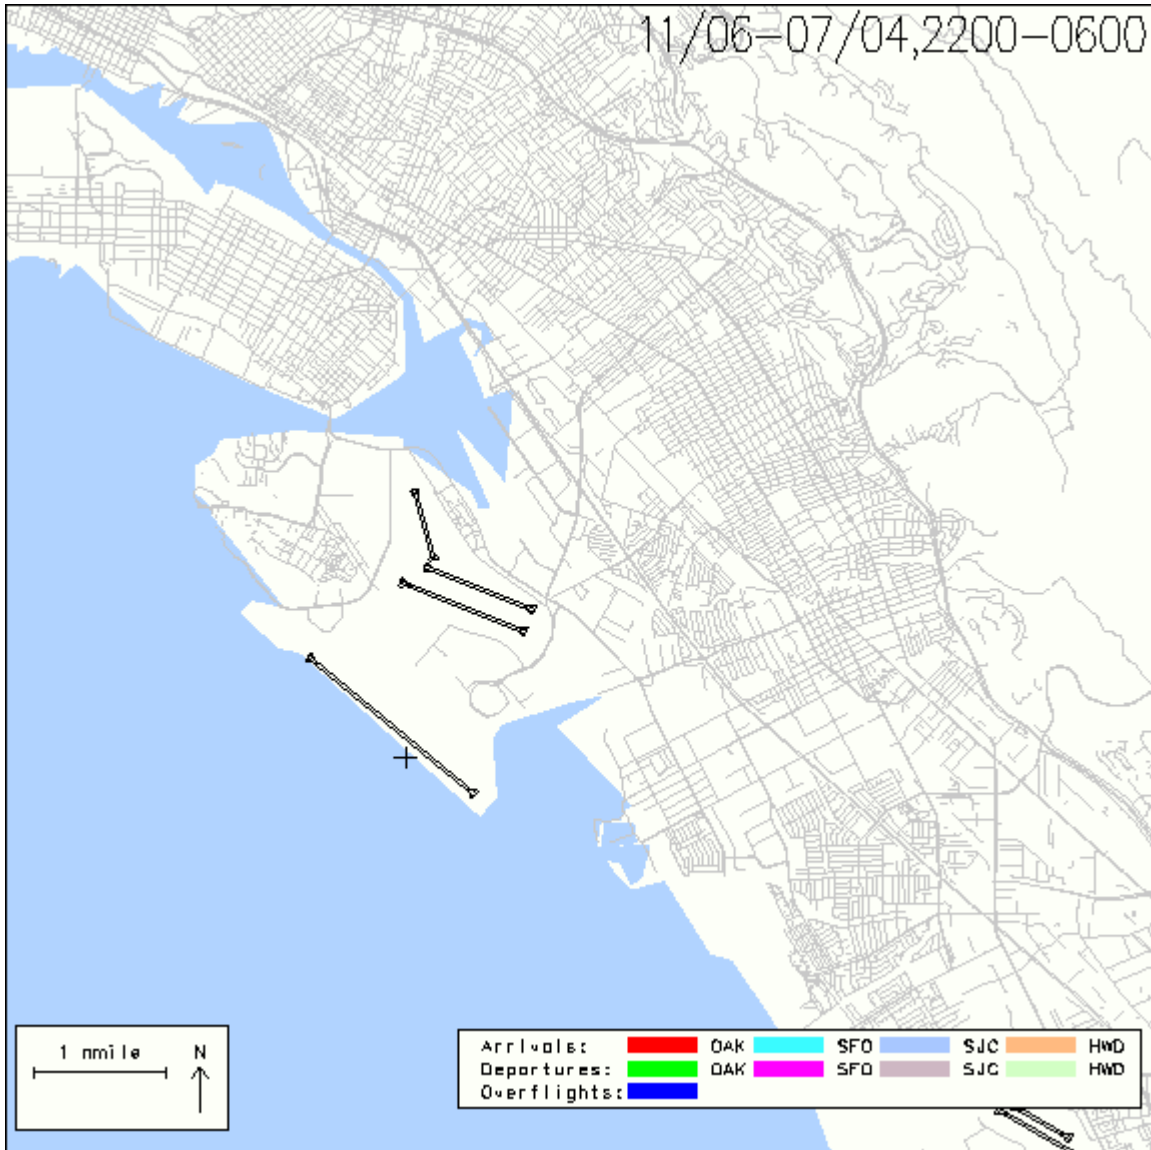 11/06-07/04,2200-0600
1 nmile N
Arrivals: OAK SFO SJC HWD
Departures: OAK SFO SJC HWD
Overflights: